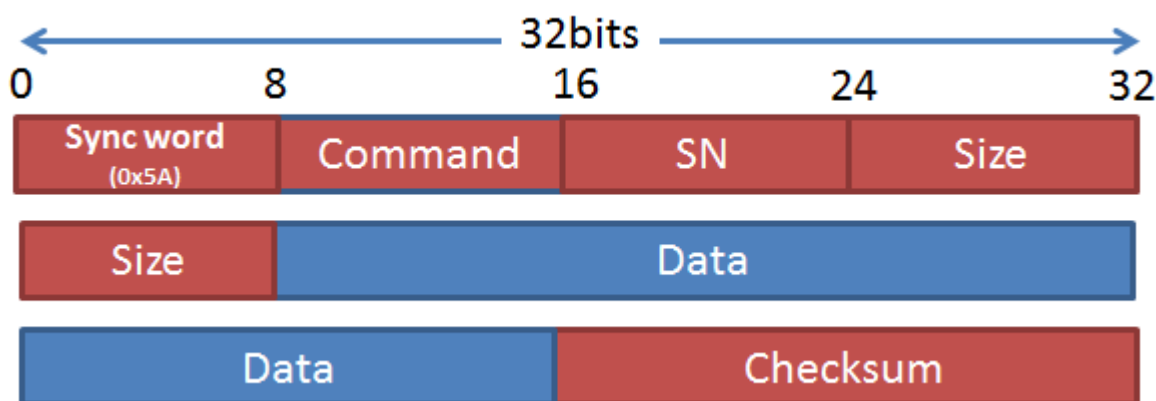 32bits
0 8 16 24 32
Sync word Command SN Size
(0x5A)
Size Data
Data Checksum